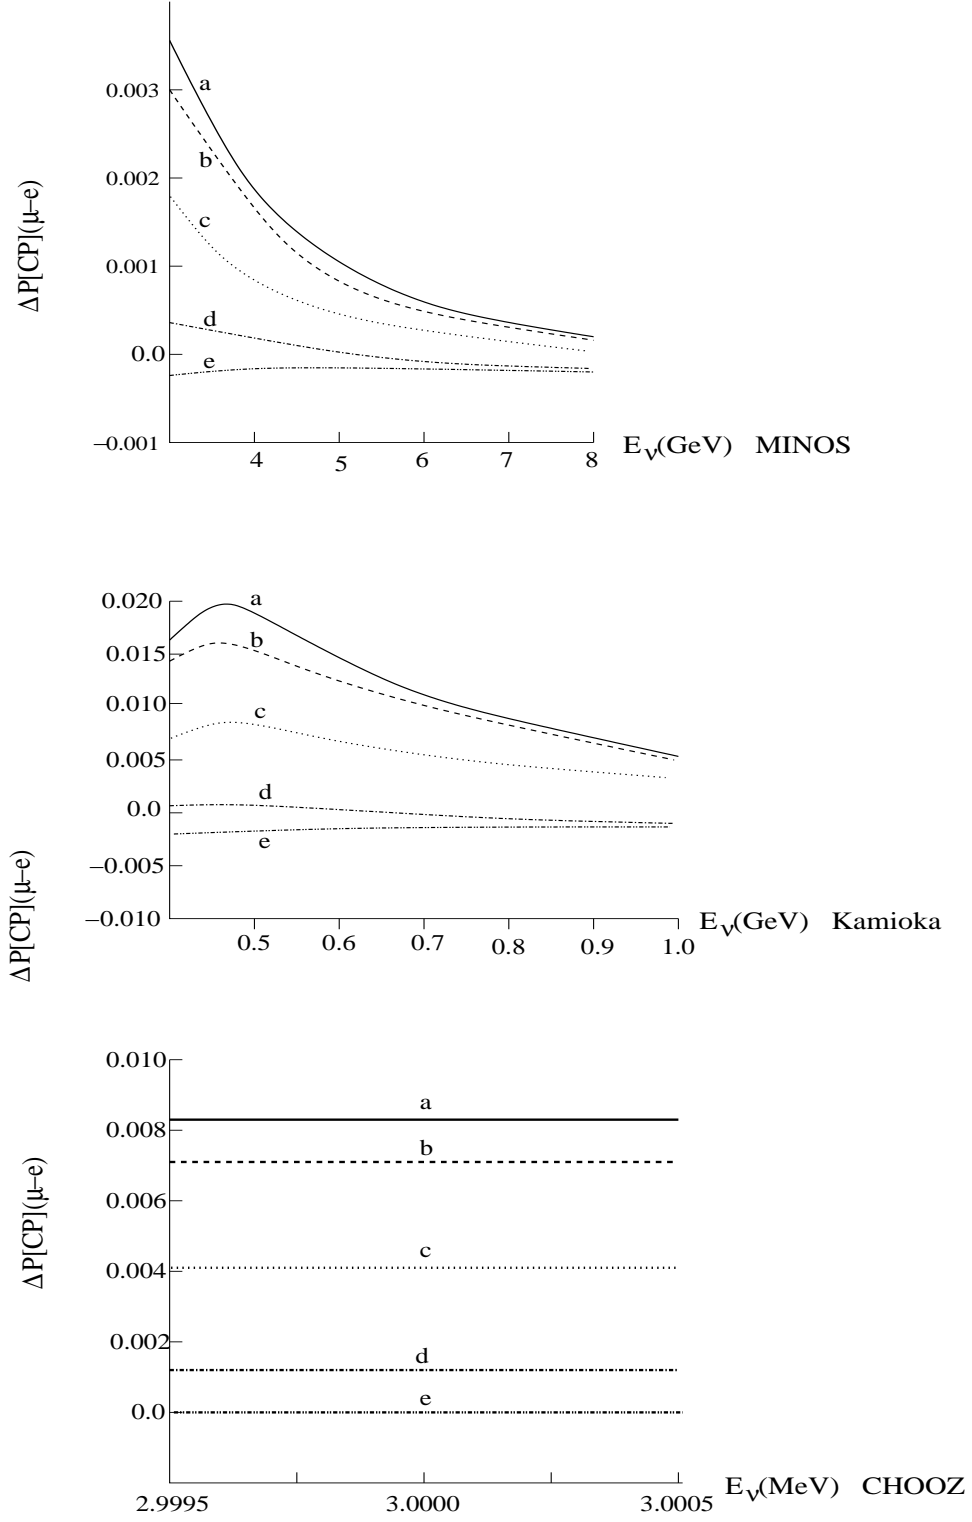 0.003
0.002
0.001
0.0
−0.001
ΔP[CP](μ−e)
a
b
c
d
e
4 5 6 7 8
E_ν(GeV) MINOS
0.020
0.015
0.010
0.005
0.0
−0.005
−0.010
ΔP[CP](μ−e)
a
b
c
d
e
0.5 0.6 0.7 0.8 0.9 1.0
E_ν(GeV) Kamioka
0.010
0.008
0.006
0.004
0.002
0.0
ΔP[CP](μ−e)
a
b
c
d
e
2.9995 3.0000 3.0005
E_ν(MeV) CHOOZ